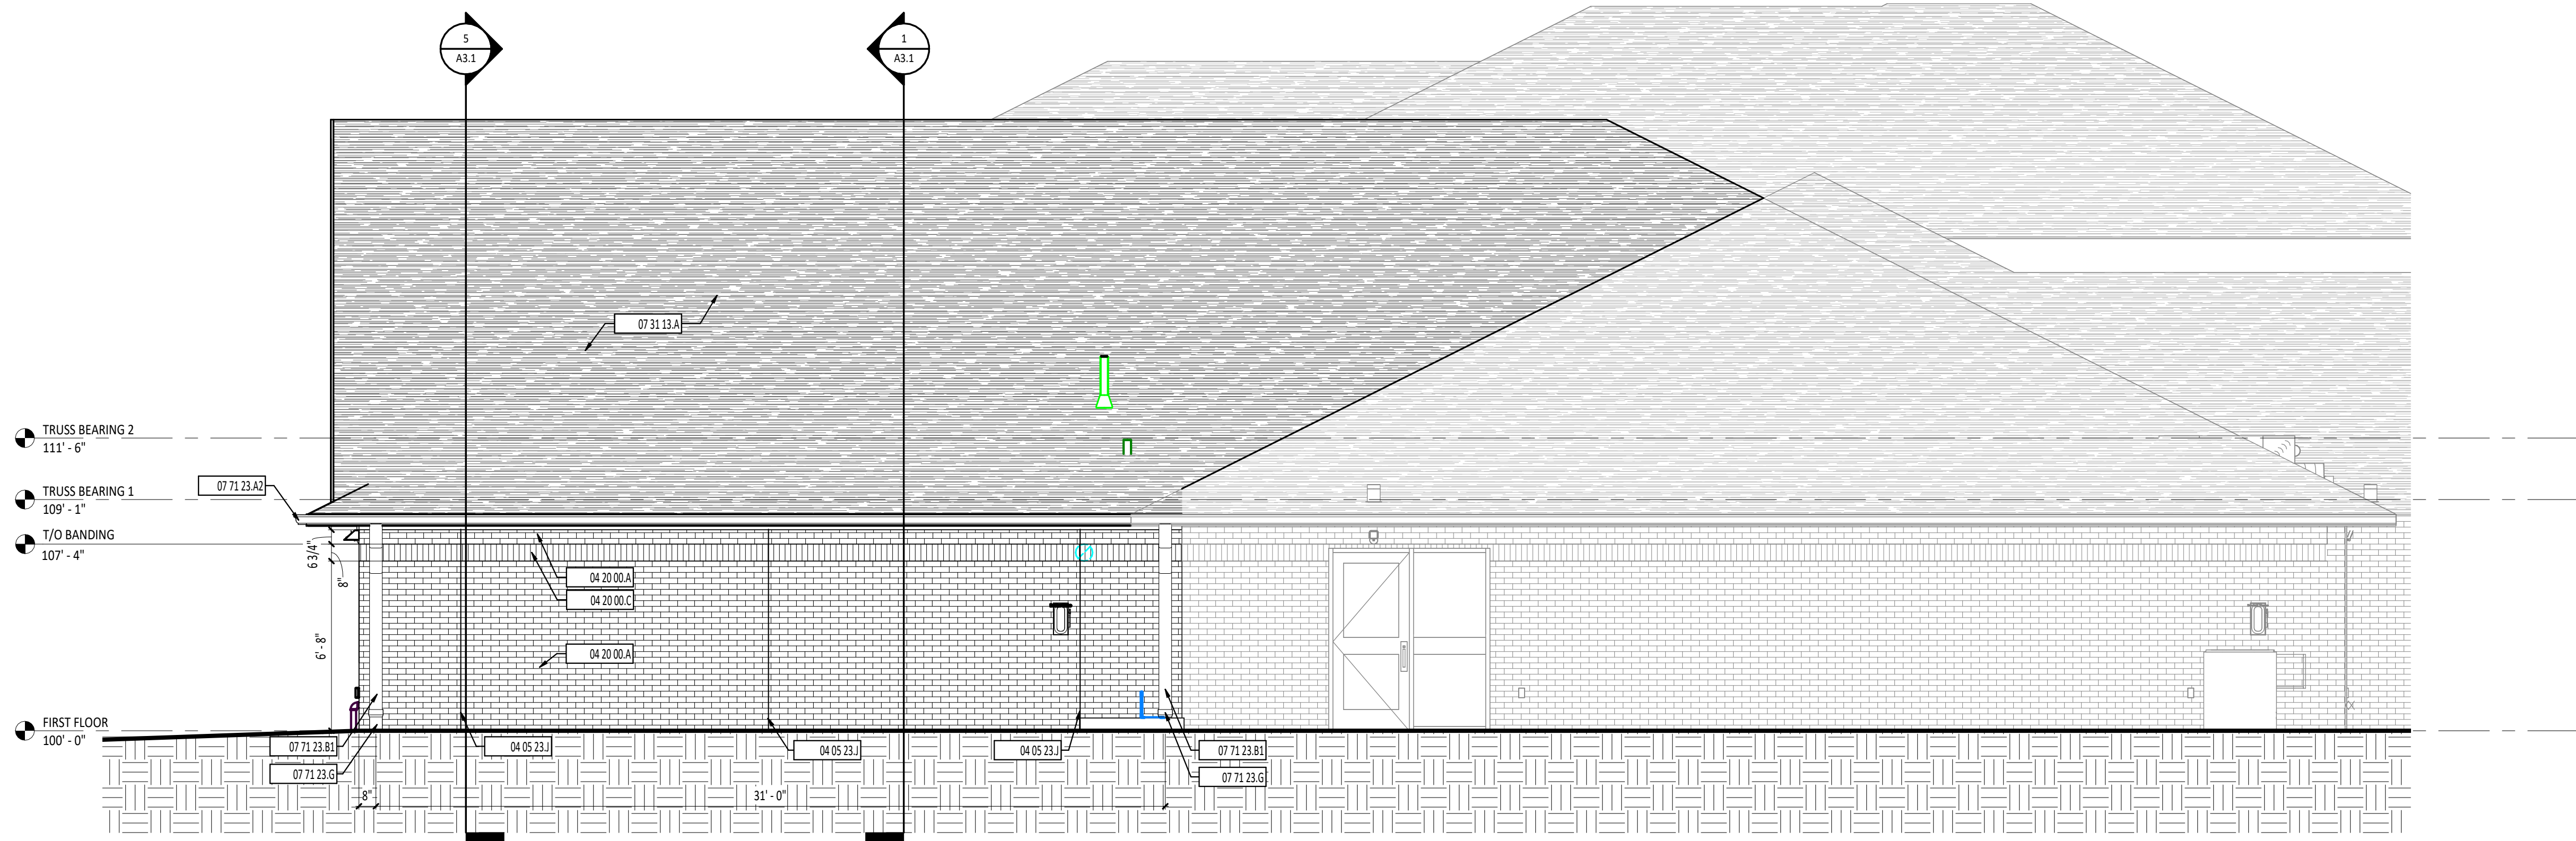 5
A3.1
1
A3.1
07 31 13.A
TRUSS BEARING 2
111' - 6"
07 71 23.A2
TRUSS BEARING 1
109' - 1"
T/O BANDING
107' - 4"
6 3/4"
8"
04 20 00.A
04 20 00.C
6' - 8"
04 20 00.A
FIRST FLOOR
100' - 0"
07 71 23.B1
04 05 23.J
04 05 23.J
04 05 23.J
07 71 23.B1
07 71 23.G
07 71 23.G
8"
31' - 0"